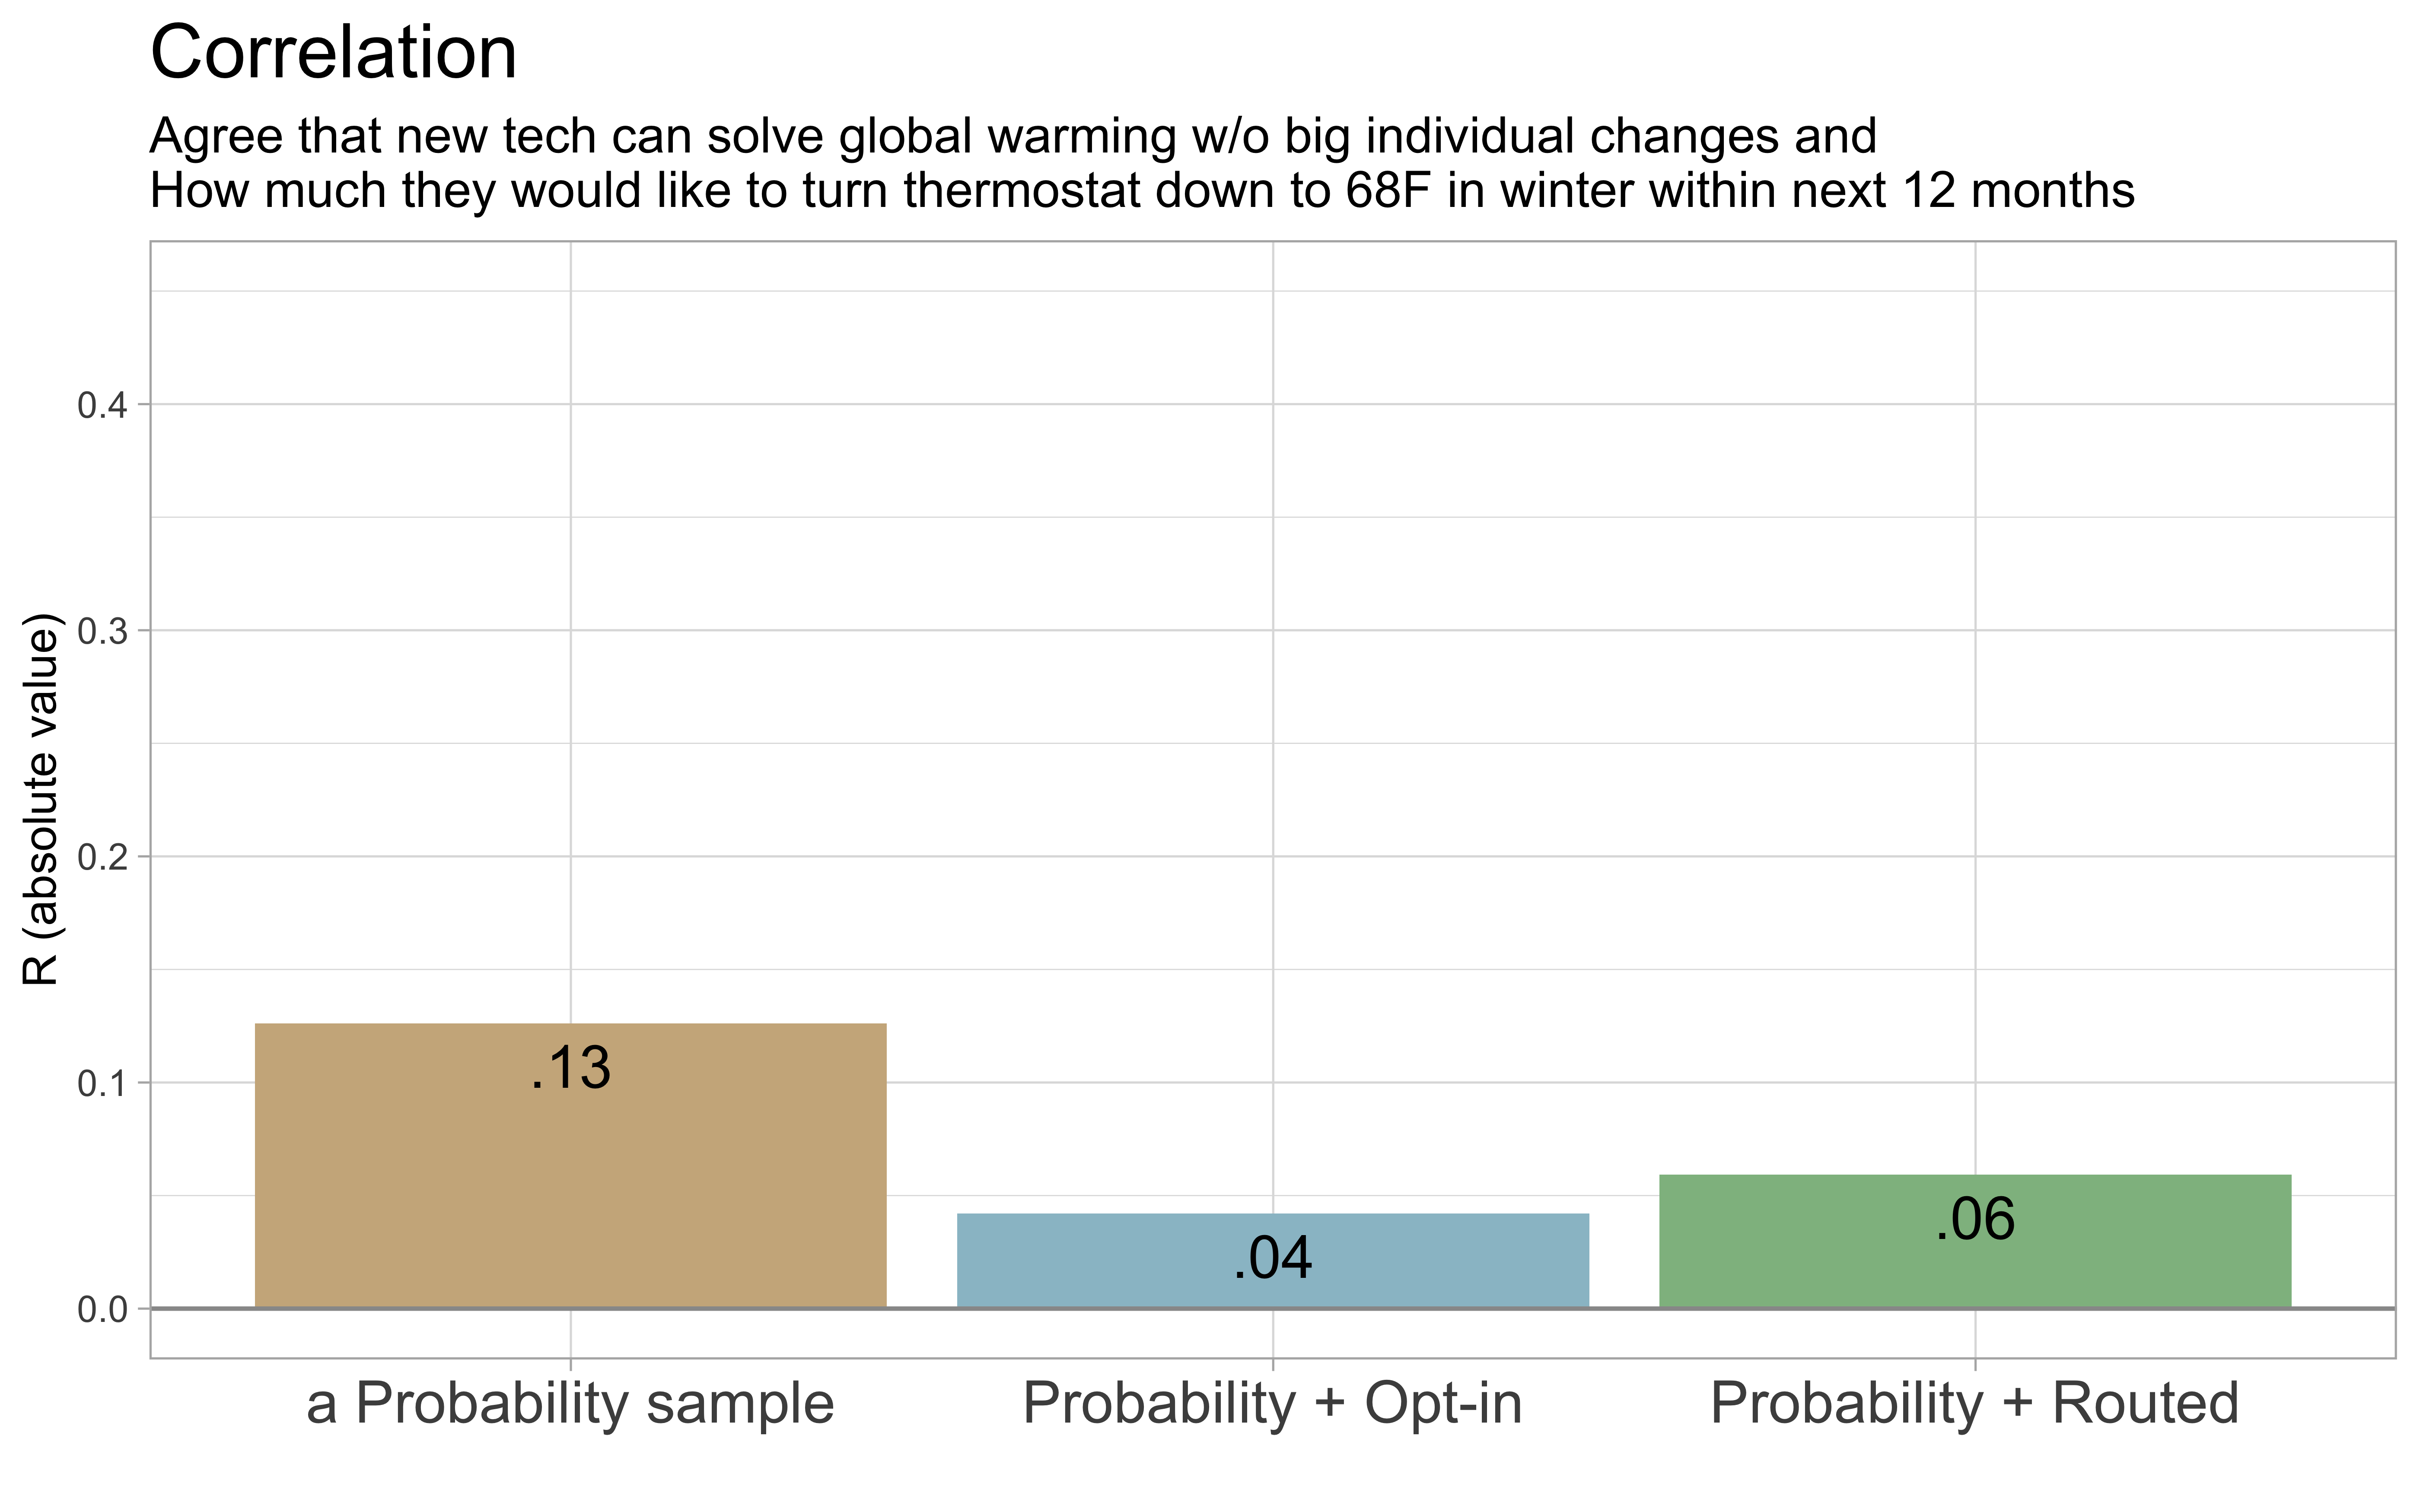 Correlation
Agree that new tech can solve global warming w/o big individual changes and
How much they would like to turn thermostat down to 68F in winter within next 12 months
R (absolute value)
0.4
0.3
0.2
0.1
0.0
.13
.04
.06
a Probability sample
Probability + Opt-in
Probability + Routed